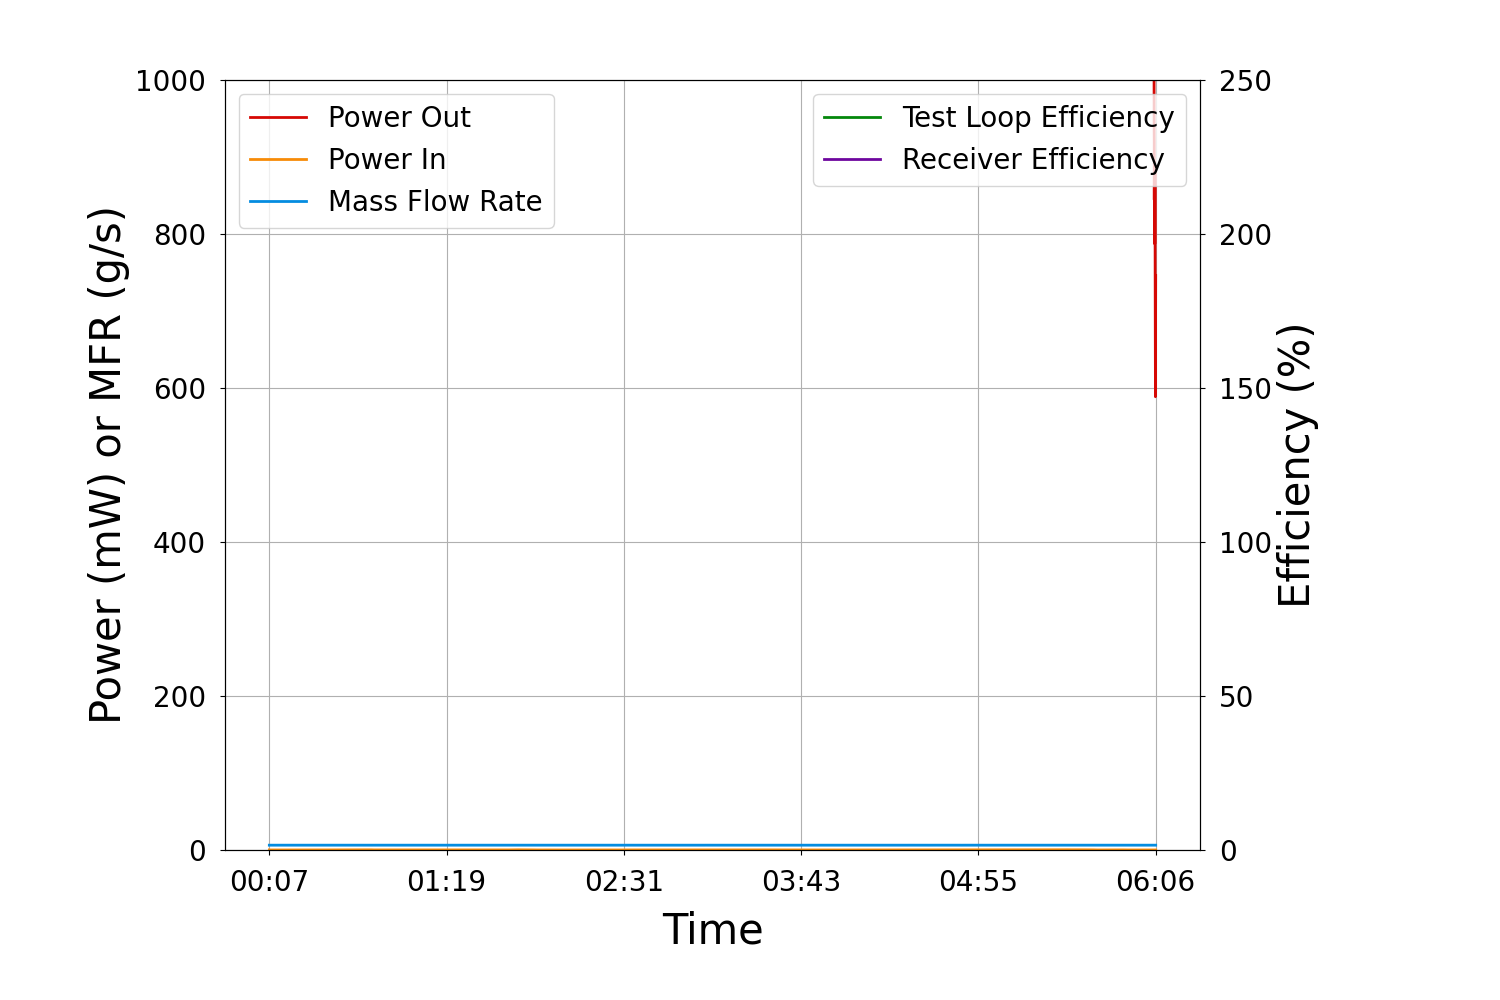 1000
800
600
400
200
0
Power (mW) or MFR (g/s)
Power Out
Power In
Mass Flow Rate
Test Loop Efficiency
Receiver Efficiency
250
200
150
100
50
0
Efficiency (%)
00:07 01:19 02:31 03:43 04:55 06:06
Time